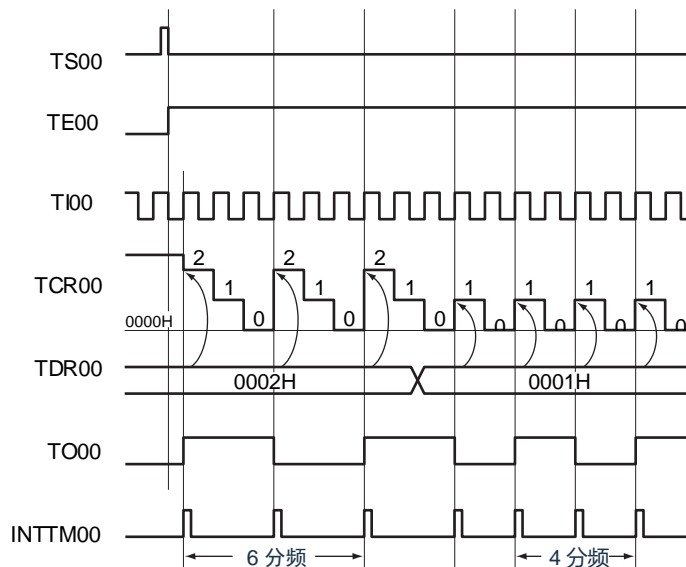 TS00
TE00
TI00
TCR00
2 2 2
1 1 1 1 1 1 1
0 0 0 0 0 0 0
0000H
TDR00
0002H 0001H
TO00
INTTM00
6 分频 4 分频